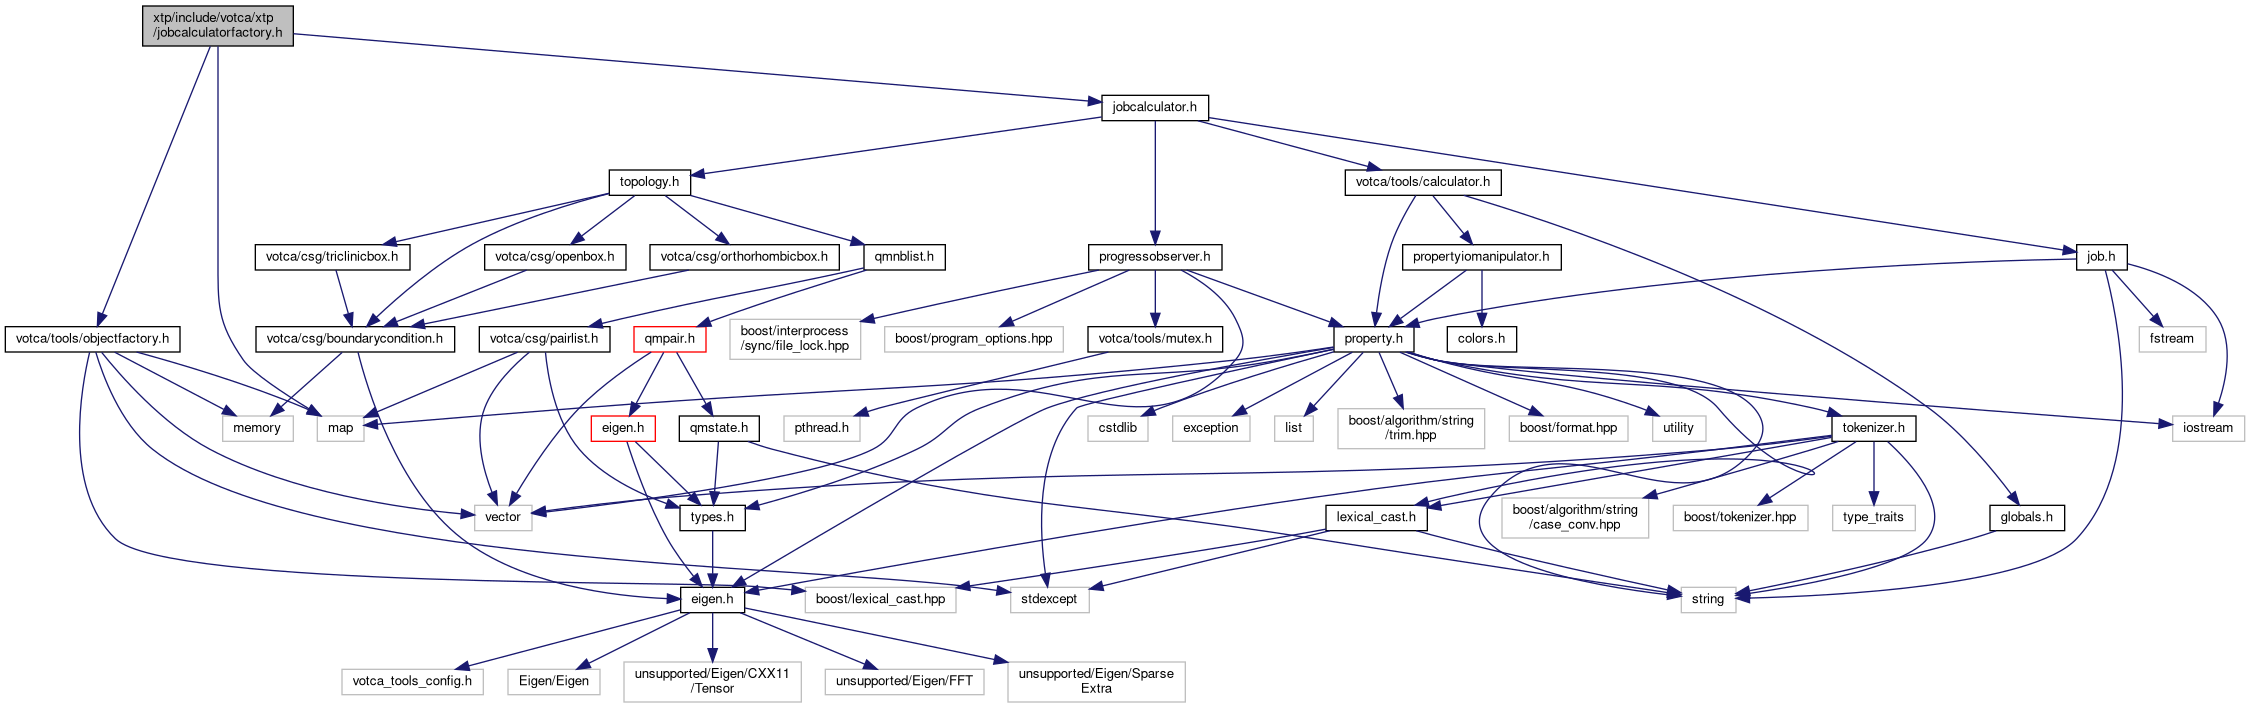 xtp/include/votca/xtp
/jobcalculatorfactory.h
jobcalculator.h
topology.h
votca/tools/calculator.h
votca/csg/triclinicbox.h
votca/csg/openbox.h
votca/csg/orthorhombicbox.h
qmnblist.h
progressobserver.h
propertyiomanipulator.h
job.h
votca/tools/objectfactory.h
votca/csg/boundarycondition.h
votca/csg/pairlist.h
qmpair.h
boost/interprocess
/sync/file_lock.hpp
boost/program_options.hpp
votca/tools/mutex.h
property.h
colors.h
fstream
memory
map
eigen.h
qmstate.h
pthread.h
cstdlib
exception
list
boost/algorithm/string
/trim.hpp
boost/format.hpp
utility
tokenizer.h
iostream
vector
types.h
lexical_cast.h
boost/algorithm/string
/case_conv.hpp
boost/tokenizer.hpp
type_traits
globals.h
eigen.h
boost/lexical_cast.hpp
stdexcept
string
votca_tools_config.h
Eigen/Eigen
unsupported/Eigen/CXX11
/Tensor
unsupported/Eigen/FFT
unsupported/Eigen/Sparse
Extra